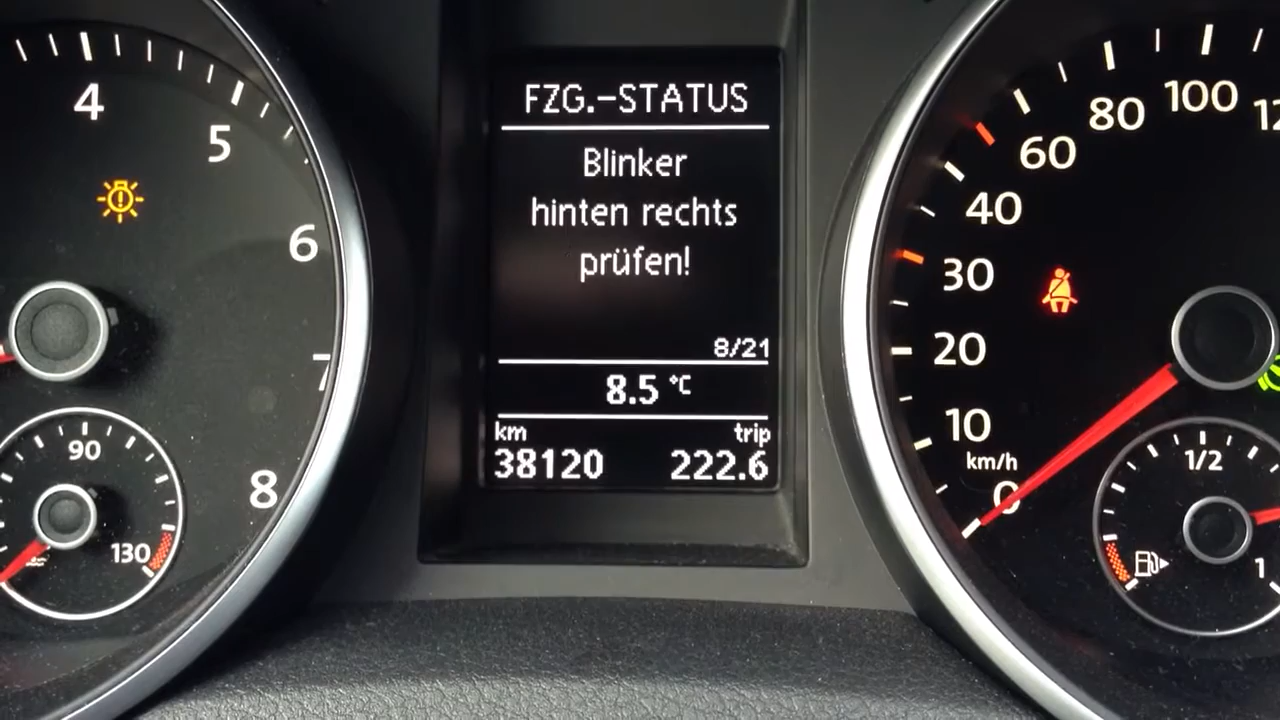 4
5
6
7
8
90
130
FZG.-STATUS
Blinker
hinten rechts
prüfen!
8/21
8.5 °C
km trip
38120 222.6
100
80
60
40
30
20
10
km/h
0
1/2
1